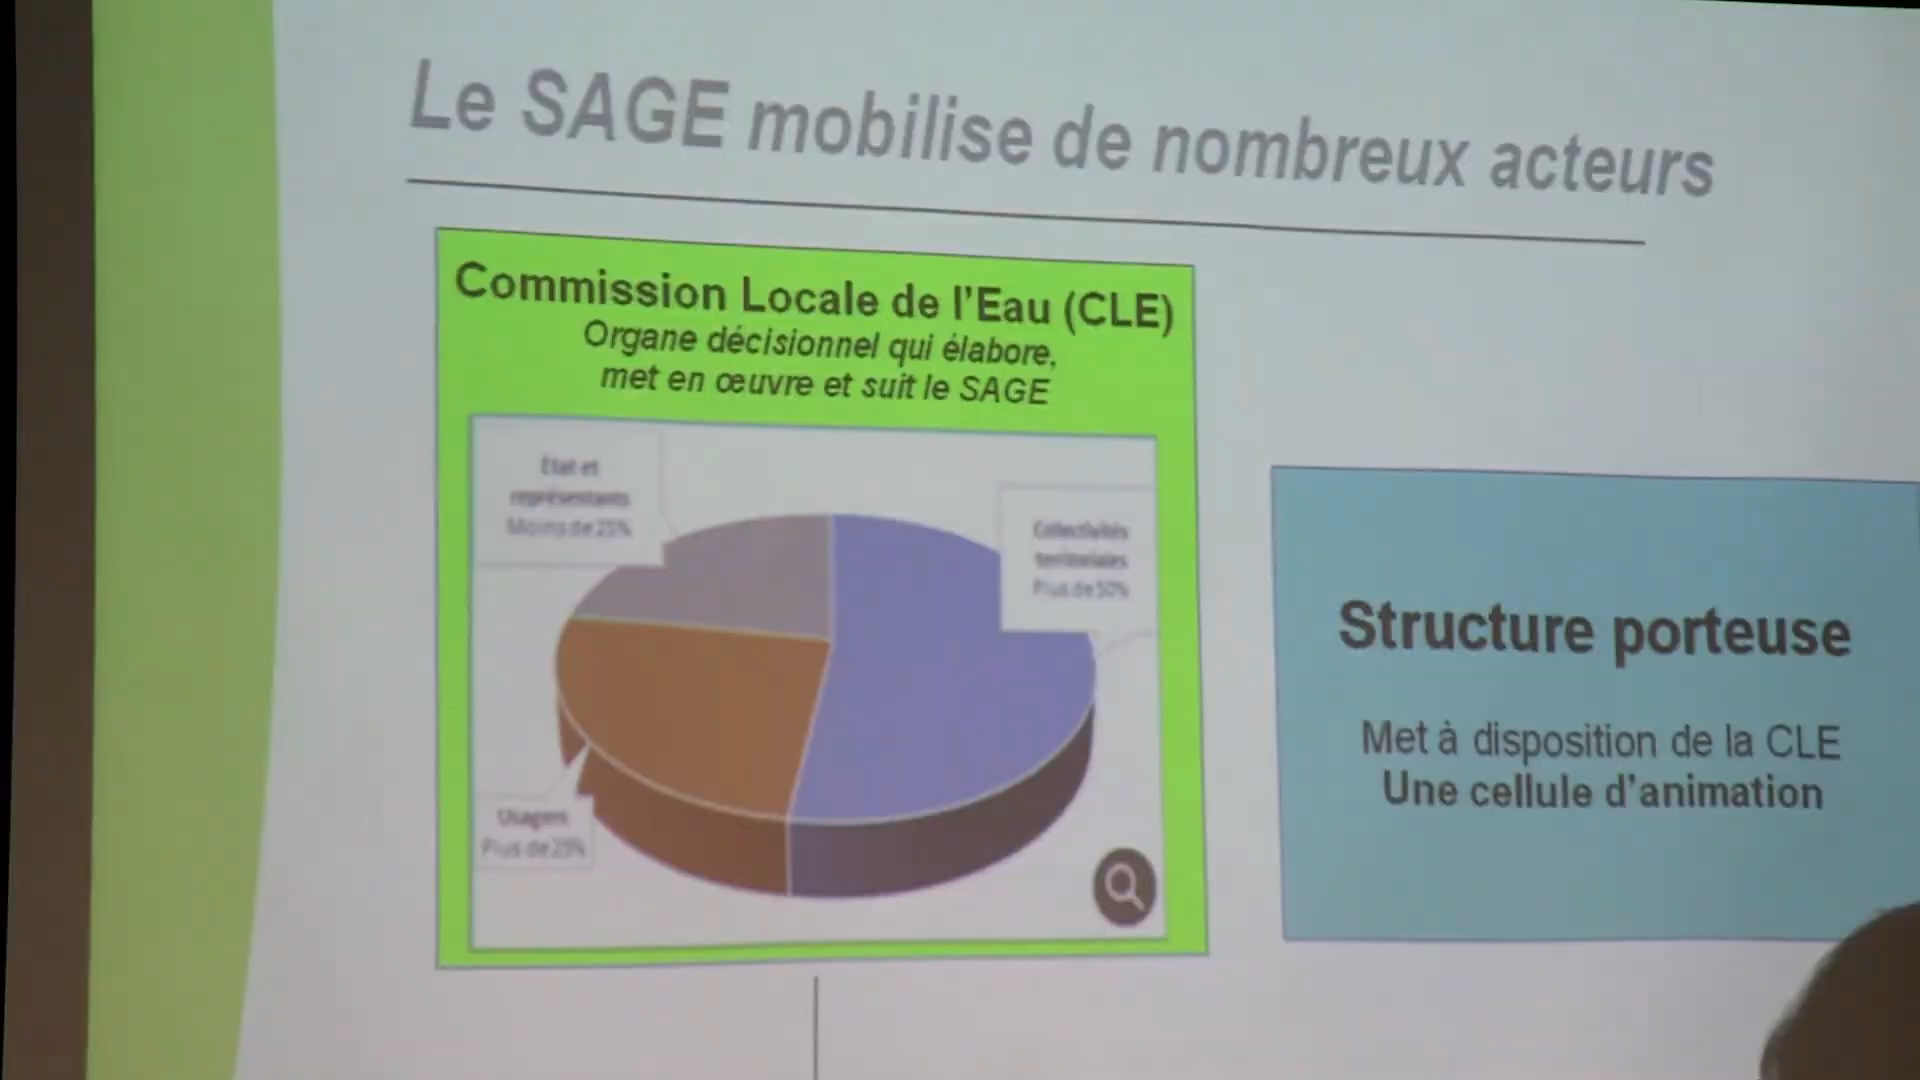 Le SAGE mobilise de nombreux acteurs
Commission Locale de l'Eau (CLE)
Organe décisionnel qui élabore,
met en œuvre et suit le SAGE
Etat et
représentants
Moins de 25%
Collectivités
territoriales
Plus de 50%
Usagers
Plus de 25%
Structure porteuse
Met à disposition de la CLE
Une cellule d'animation